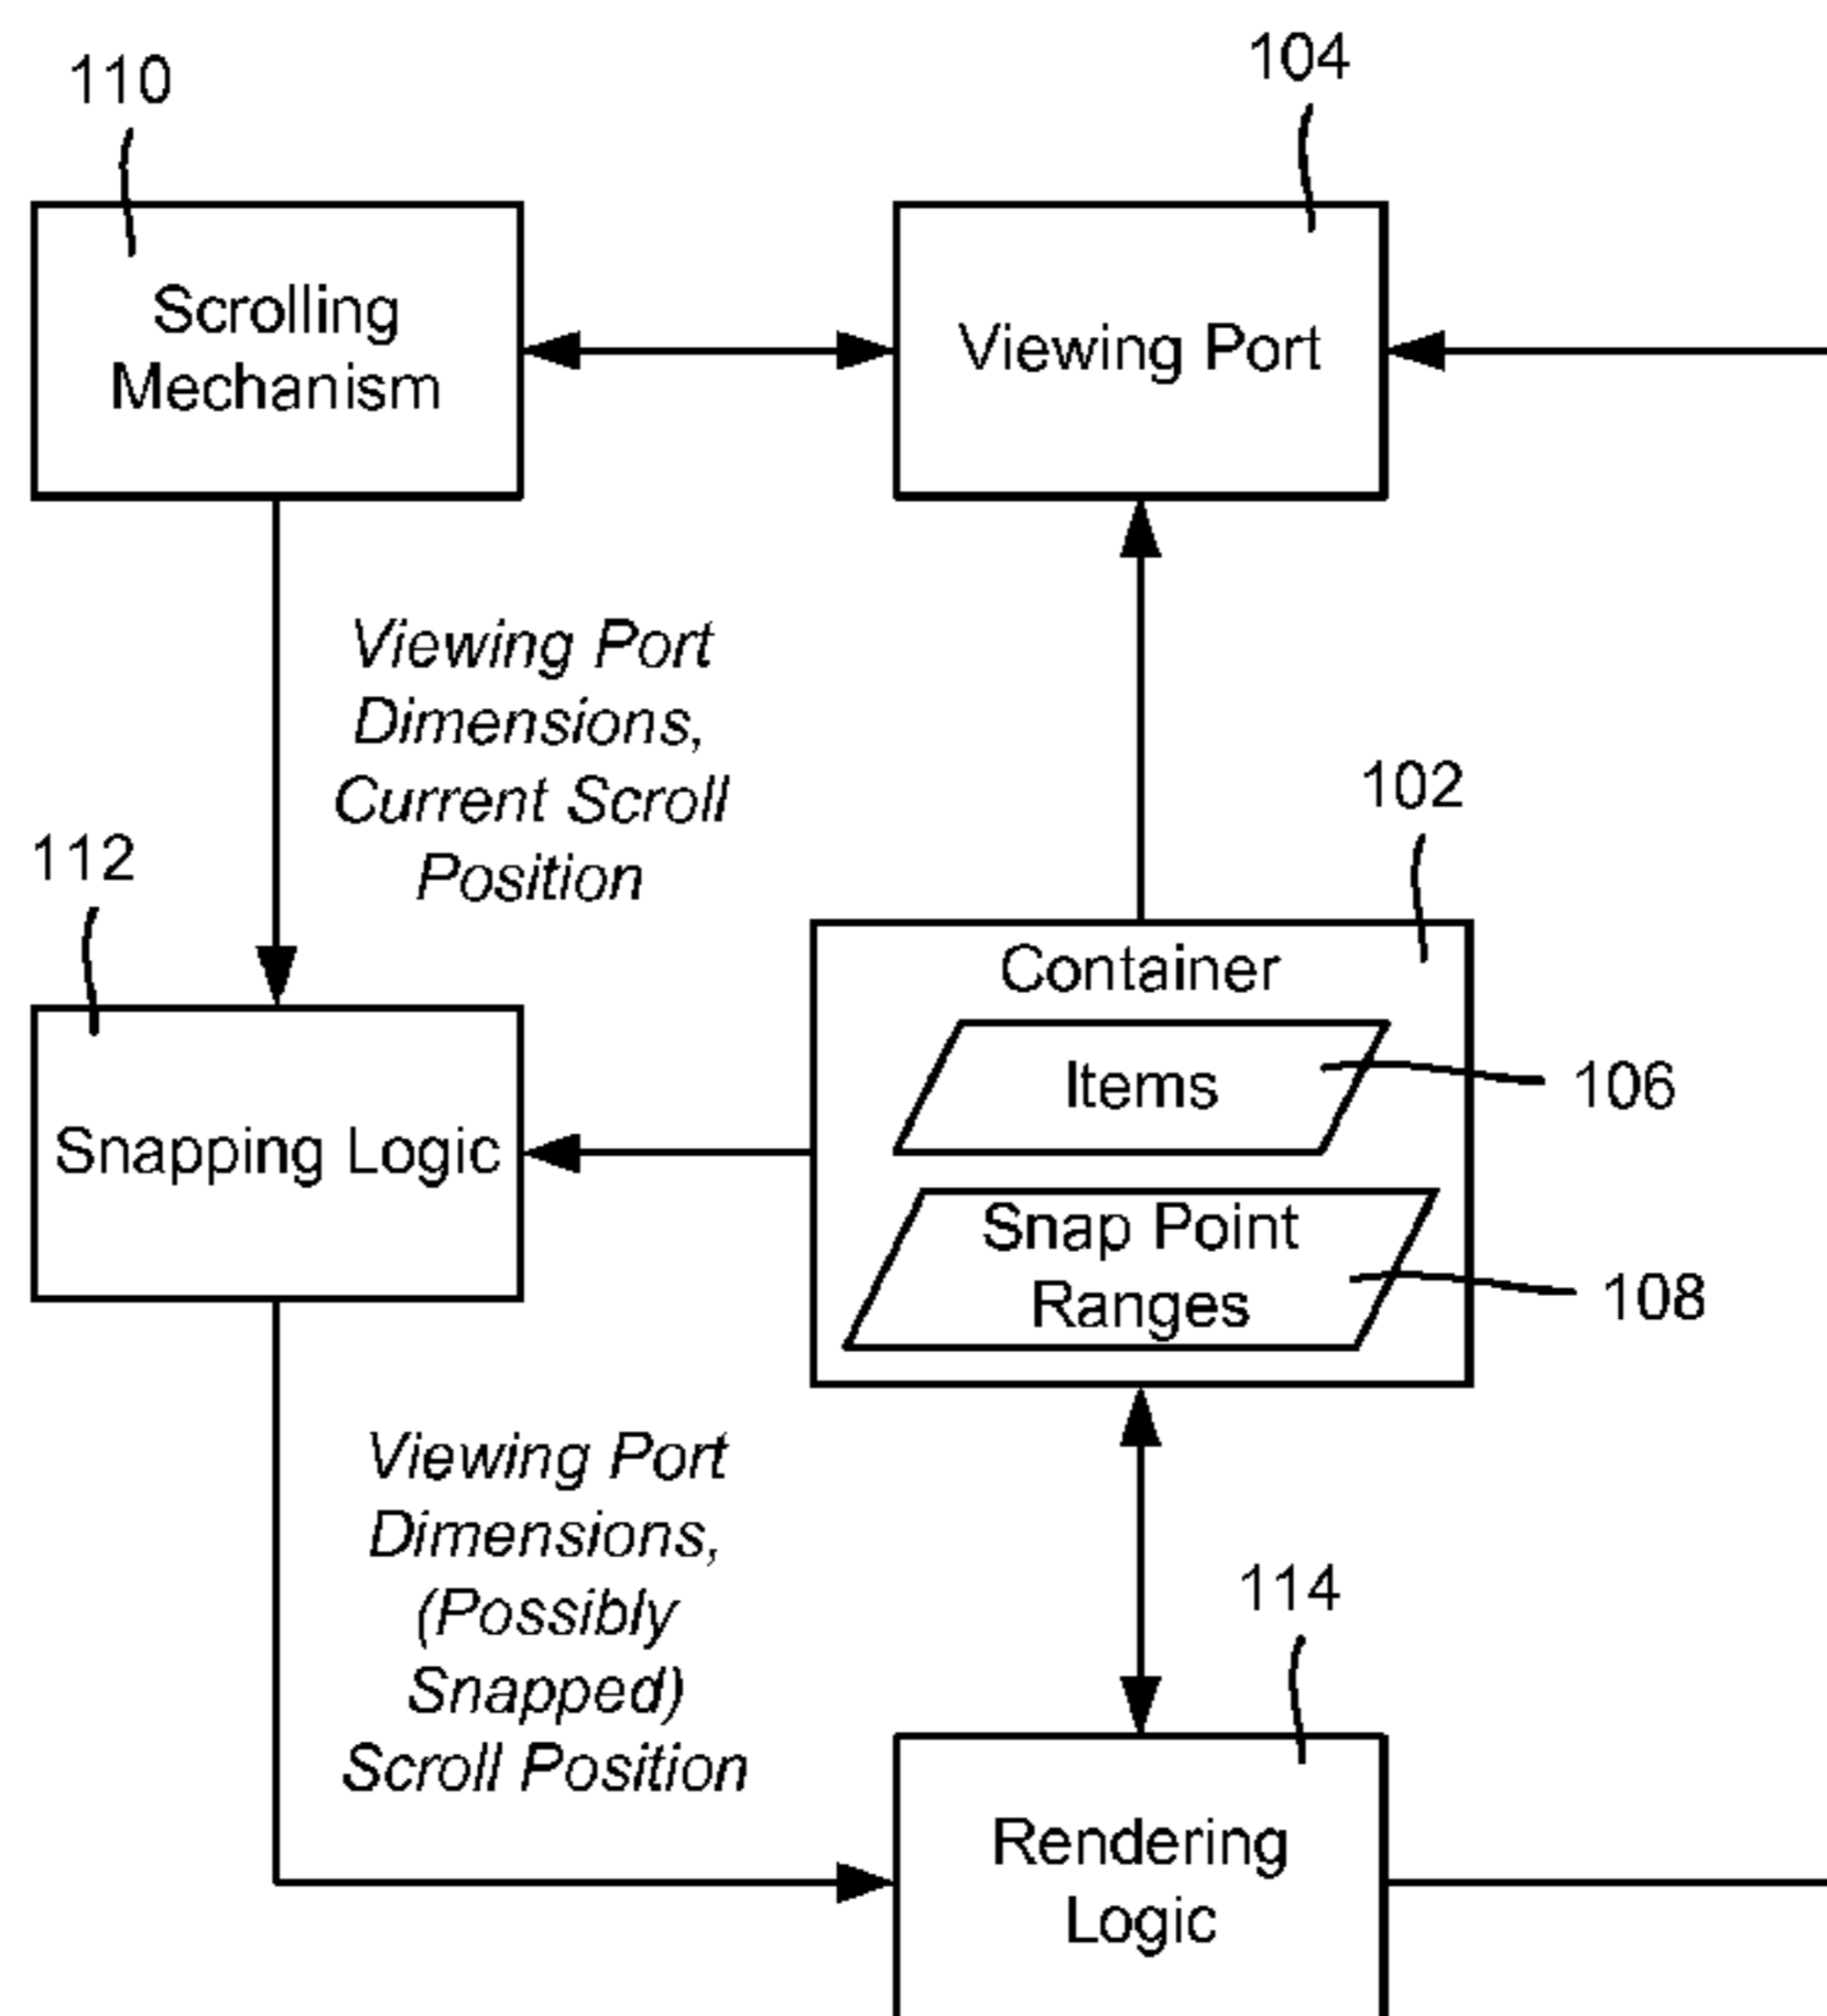 110
104
Scrolling
Mechanism
Viewing Port
Viewing Port
Dimensions,
Current Scroll
Position
102
112
Container
Items
106
Snapping Logic
Snap Point
Ranges
108
Viewing Port
Dimensions,
(Possibly
Snapped)
Scroll Position
114
Rendering
Logic